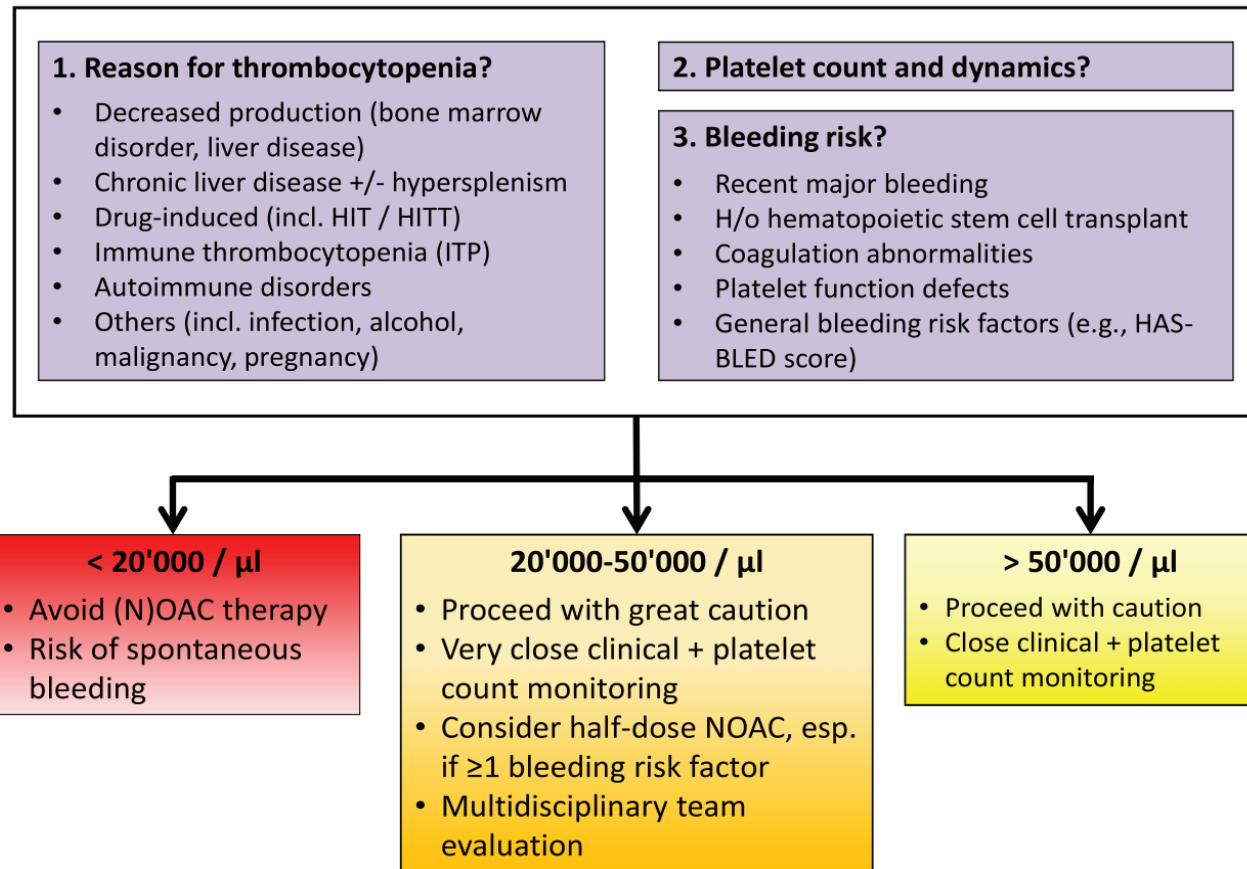 1. Reason for thrombocytopenia?
• Decreased production (bone marrow
disorder, liver disease)
• Chronic liver disease +/- hypersplenism
• Drug-induced (incl. HIT / HITT)
• Immune thrombocytopenia (ITP)
• Autoimmune disorders
• Others (incl. infection, alcohol,
malignancy, pregnancy)
2. Platelet count and dynamics?
3. Bleeding risk?
• Recent major bleeding
• H/o hematopoietic stem cell transplant
• Coagulation abnormalities
• Platelet function defects
• General bleeding risk factors (e.g., HAS-
BLED score)
< 20'000 / µl
• Avoid (N)OAC therapy
• Risk of spontaneous
bleeding
20'000-50'000 / µl
• Proceed with great caution
• Very close clinical + platelet
count monitoring
• Consider half-dose NOAC, esp.
if ≥1 bleeding risk factor
• Multidisciplinary team
evaluation
> 50'000 / µl
• Proceed with caution
• Close clinical + platelet
count monitoring